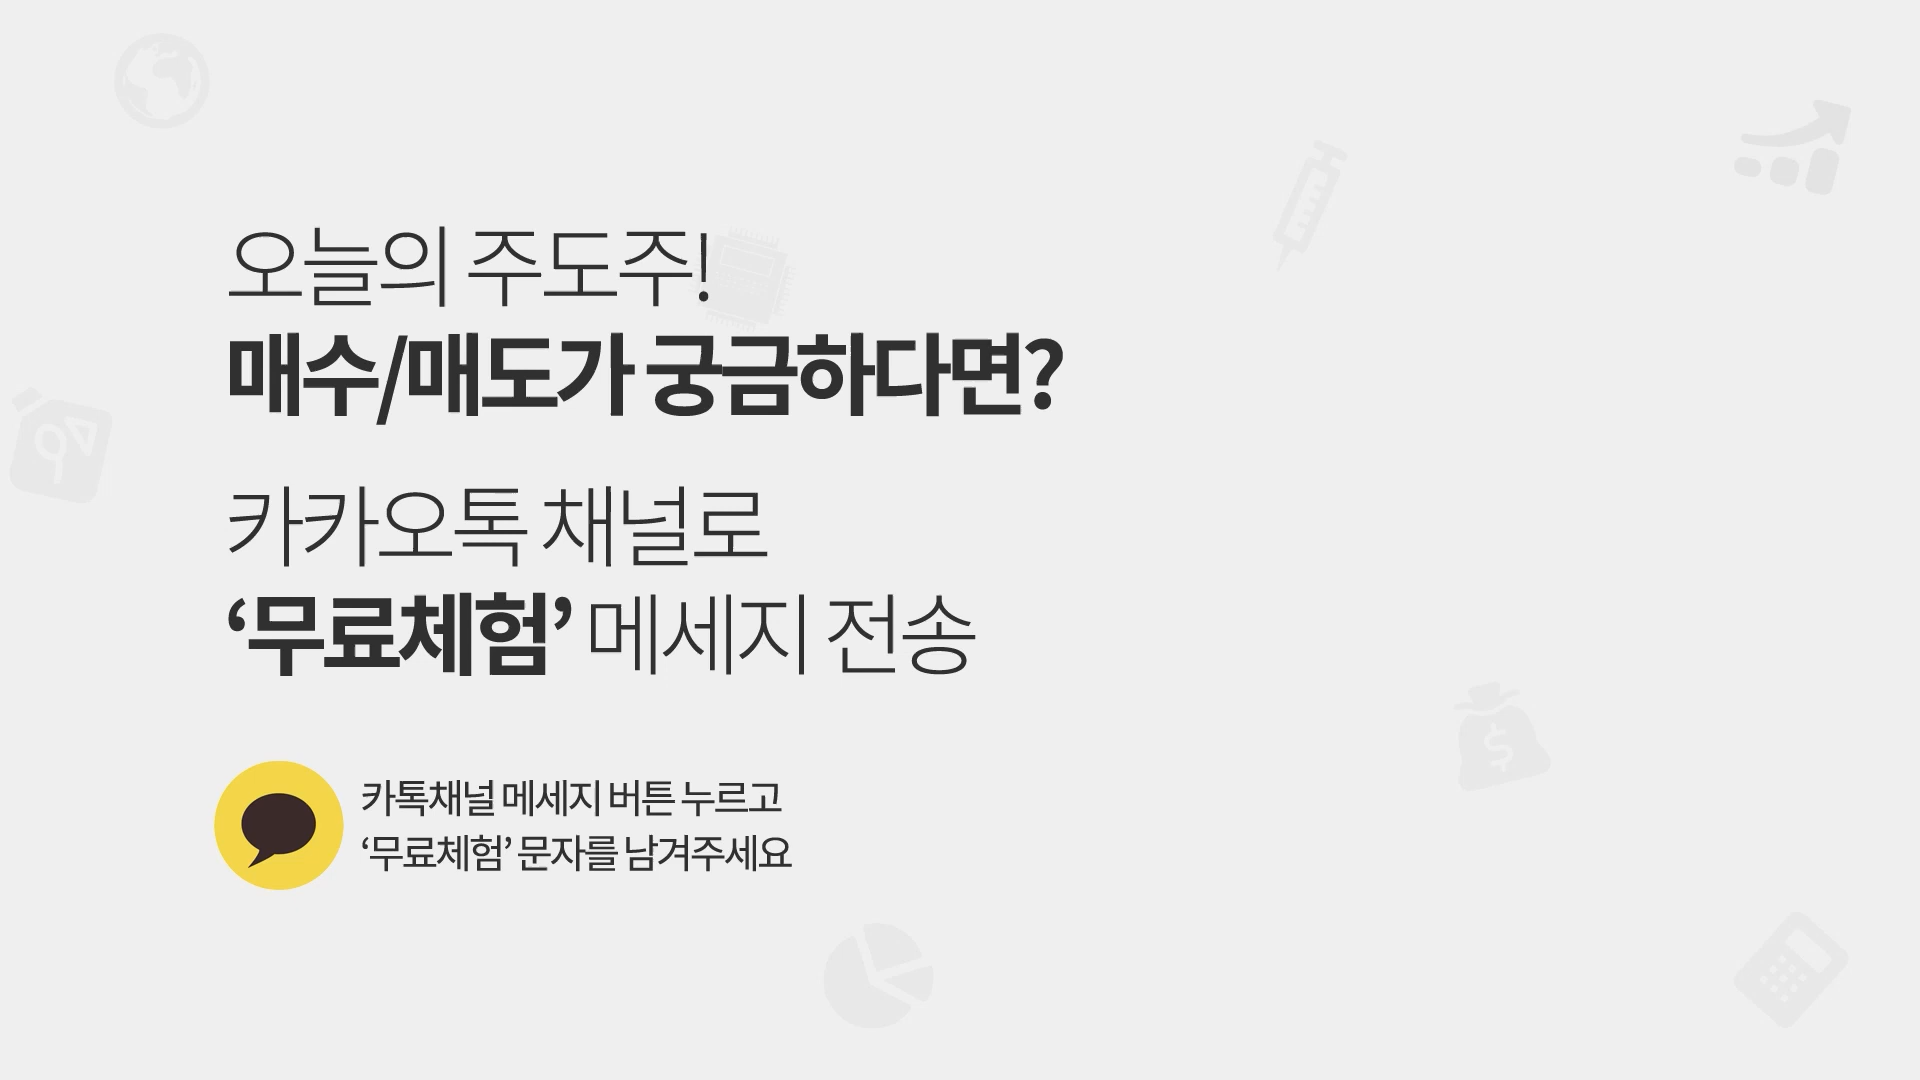 오늘의 주도주!
매수/매도가 궁금하다면?
카카오톡 채널로
‘무료체험’ 메세지 전송
카톡채널 메세지 버튼 누르고
‘무료체험’ 문자를 남겨주세요
$